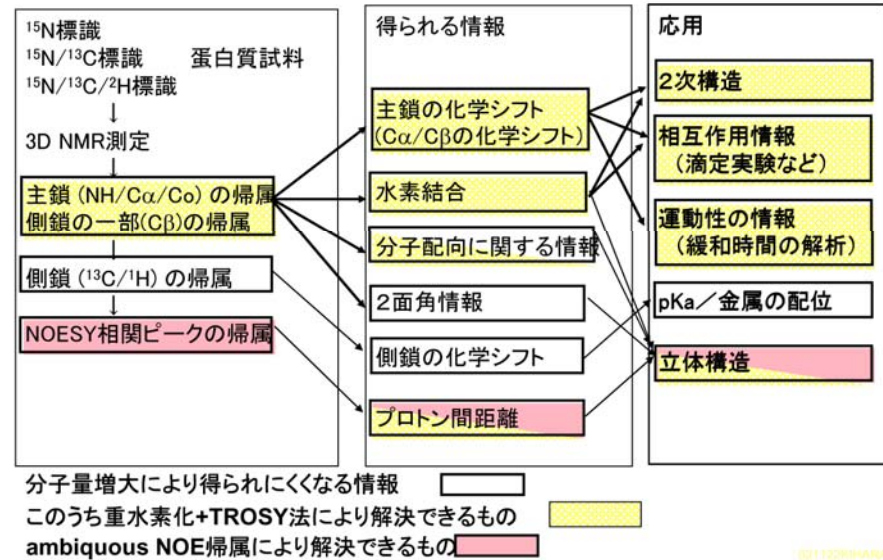 ¹⁵N標識
¹⁵N/¹³C標識 蛋白質試料
¹⁵N/¹³C/²H標識
↓
3D NMR測定
↓
主鎖 (NH/Cα/Co) の帰属
側鎖の一部(Cβ)の帰属
側鎖 (¹³C/¹H) の帰属
↓
NOESY相関ピークの帰属
得られる情報
主鎖の化学シフト
(Cα/Cβの化学シフト)
水素結合
分子配向に関する情報
2面角情報
側鎖の化学シフト
プロトン間距離
応用
2次構造
相互作用情報
(滴定実験など)
運動性の情報
(緩和時間の解析)
pKa/金属の配位
立体構造
分子量増大により得られにくくなる情報
このうち重水素化+TROSY法により解決できるもの
ambiquous NOE帰属により解決できるもの